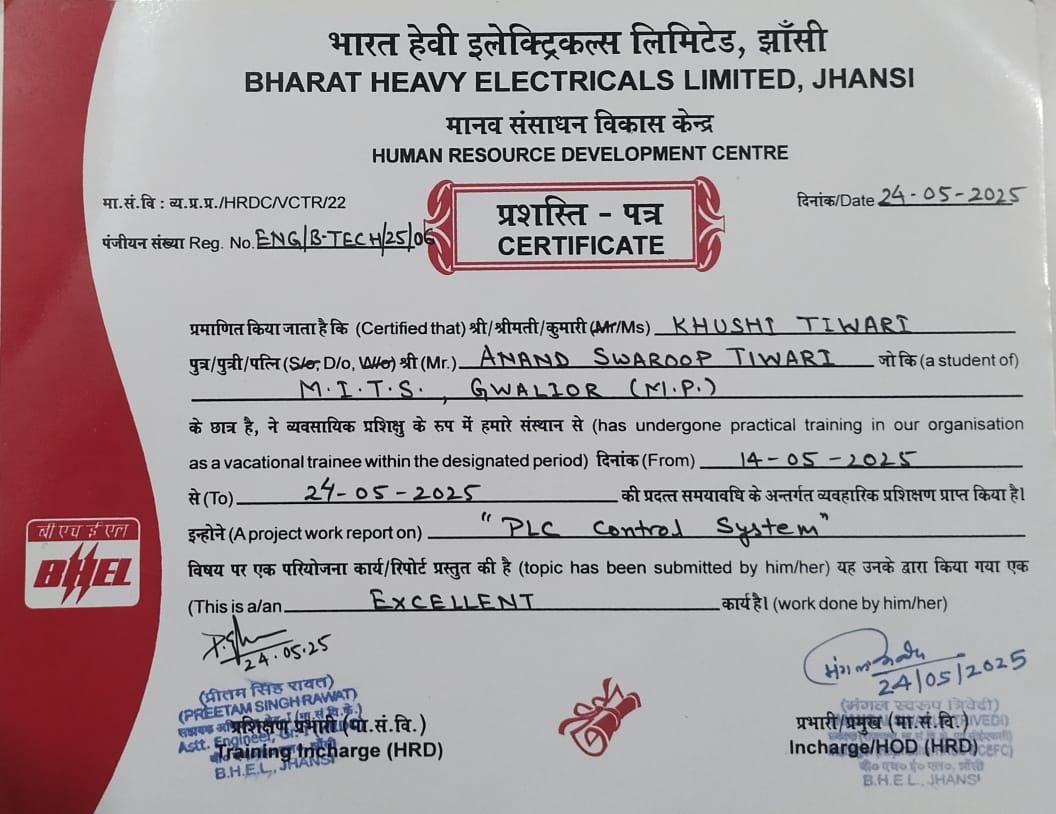 भारत हेवी इलेक्ट्रिकल्स लिमिटेड, झाँसी
BHARAT HEAVY ELECTRICALS LIMITED, JHANSI
मानव संसाधन विकास केन्द्र
HUMAN RESOURCE DEVELOPMENT CENTRE
मा.सं.वि : व्य.प्र.प्र./HRDC/VCTR/22
दिनांक/Date 24-05-2025
पंजीयन संख्या Reg. No. ENG/B-TECH/25/06
प्रशस्ति - पत्र
CERTIFICATE
प्रमाणित किया जाता है कि (Certified that) श्री/श्रीमती/कुमारी (Mr/Ms) KHUSHI TIWARI
पुत्र/पुत्री/पत्नि (S/o, D/o, W/o) श्री (Mr.) ANAND SWAROOP TIWARI जो कि (a student of)
M.I.T.S., GWALIOR (M.P.)
के छात्र है, ने व्यवसायिक प्रशिक्षु के रुप में हमारे संस्थान से (has undergone practical training in our organisation
as a vacational trainee within the designated period) दिनांक (From) 14-05-2025
से (To) 24-05-2025 की प्रदत्त समयावधि के अन्तर्गत व्यवहारिक प्रशिक्षण प्राप्त किया है।
इन्होने (A project work report on) "PLC Control System"
विषय पर एक परियोजना कार्य/रिपोर्ट प्रस्तुत की है (topic has been submitted by him/her) यह उनके द्वारा किया गया एक
(This is a/an EXCELLENT कार्य है। (work done by him/her)
बी एच ई एल
BHEL
24.05.25
(प्रीतम सिंह रावत)
(PREETAM SINGH RAWAT)
प्रशिक्षण प्रभारी (मा.सं.वि.)
Astt. Engineer
Training Incharge (HRD)
B.H.E.L., JHANSI
24/05/2025
प्रभारी/प्रमुख (मा.सं.वि.)
Incharge/HOD (HRD)
B.H.E.L., JHANSI